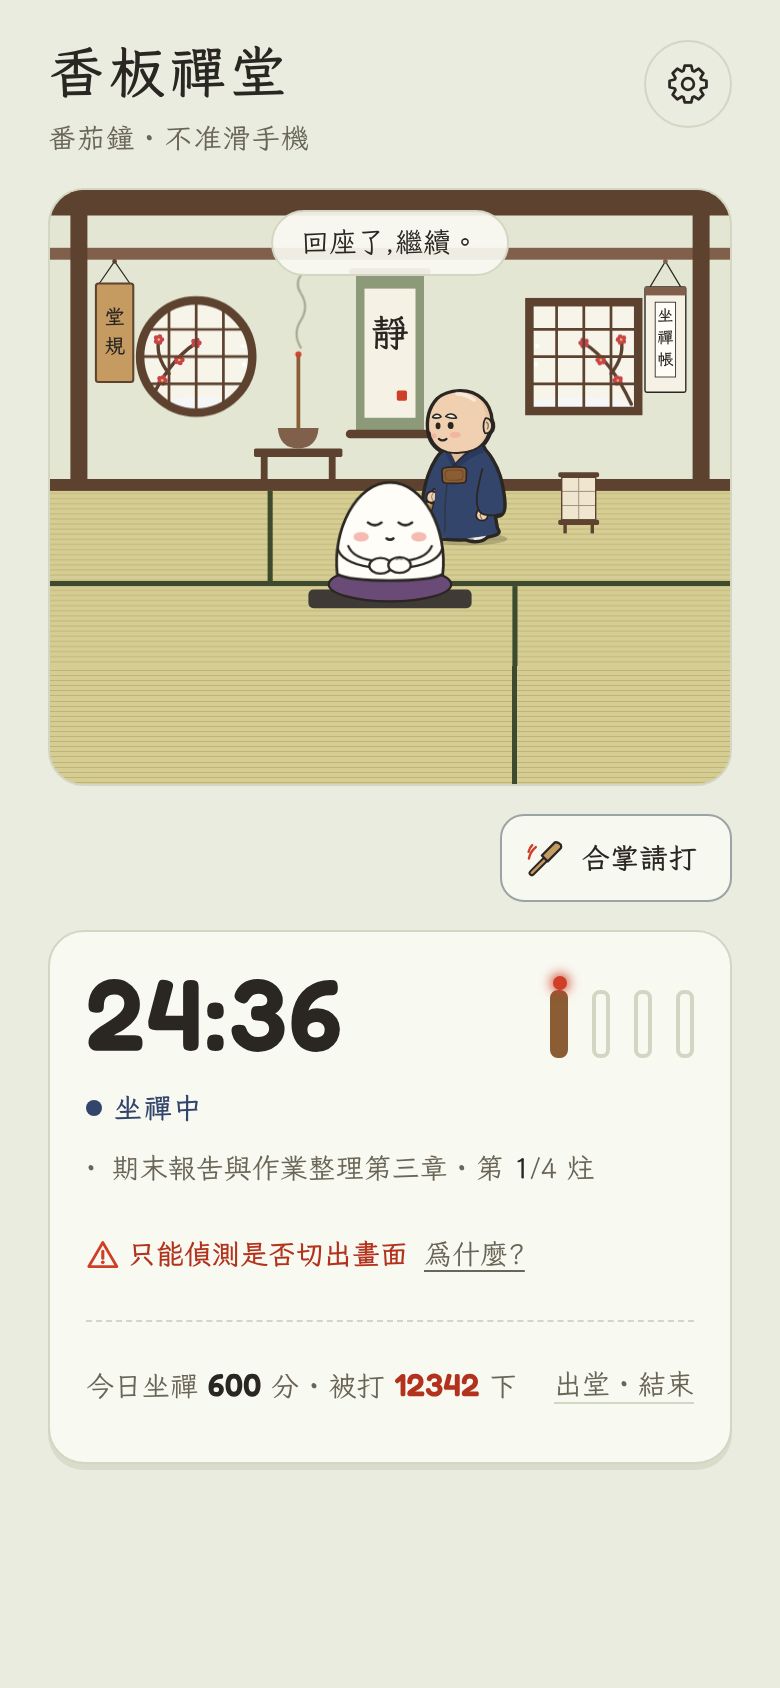 香板禪堂
番茄鐘・不准滑手機
回座了,繼續。
堂規
靜
坐禪帳
合掌請打
24:36
坐禪中
・ 期末報告與作業整理第三章・第 1/4 炷
只能偵測是否切出畫面 為什麼?
今日坐禪 600 分・被打 12342 下 出堂・結束